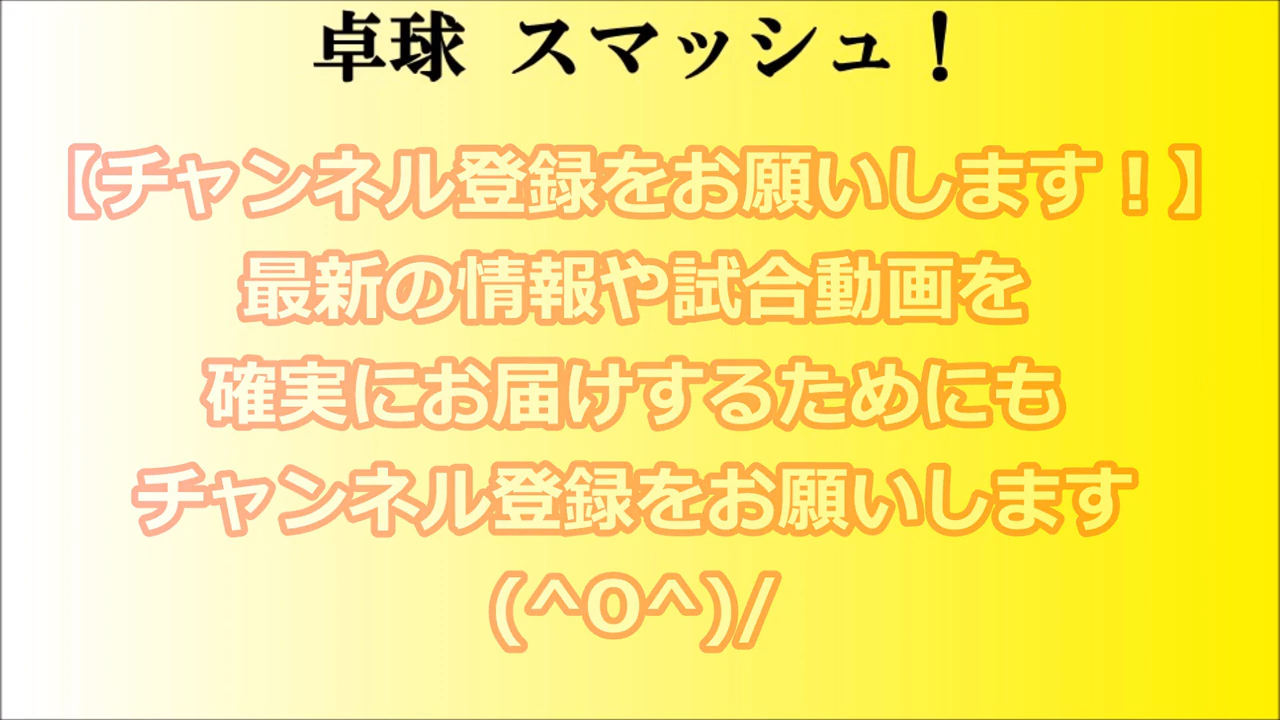 卓球 スマッシュ！
【チャンネル登録をお願いします！】
最新の情報や試合動画を
確実にお届けするためにも
チャンネル登録をお願いします
(^O^)/